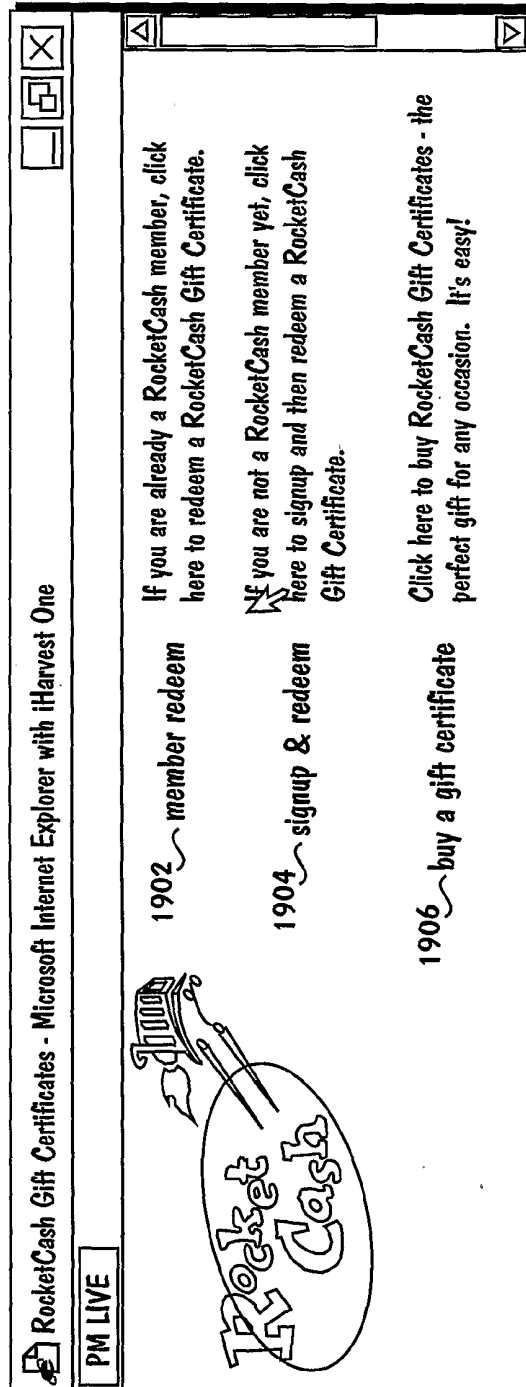 RocketCash Gift Certificates - Microsoft Internet Explorer with iHarvest One
PM LIVE
Rocket
Cash
1902 member redeem
If you are already a RocketCash member, click
here to redeem a RocketCash Gift Certificate.
1904 signup & redeem
If you are not a RocketCash member yet, click
here to signup and then redeem a RocketCash
Gift Certificate.
1906 buy a gift certificate
Click here to buy RocketCash Gift Certificates - the
perfect gift for any occasion. It's easy!